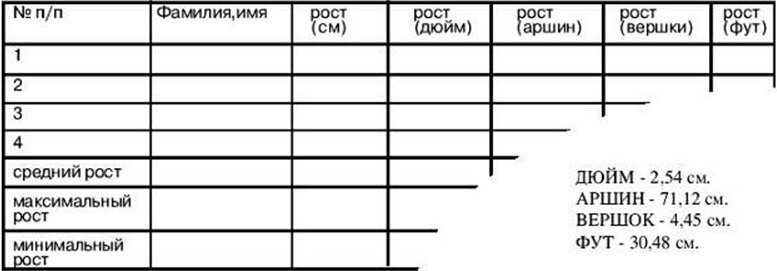 № п/п Фамилия,имя рост (см) рост (дюйм) рост (аршин) рост (вершки) рост (фут)
1
2
3
4
средний рост
максимальный
рост
минимальный
рост
ДЮЙМ - 2,54 см.
АРШИН - 71,12 см.
ВЕРШОК - 4,45 см.
ФУТ - 30,48 см.